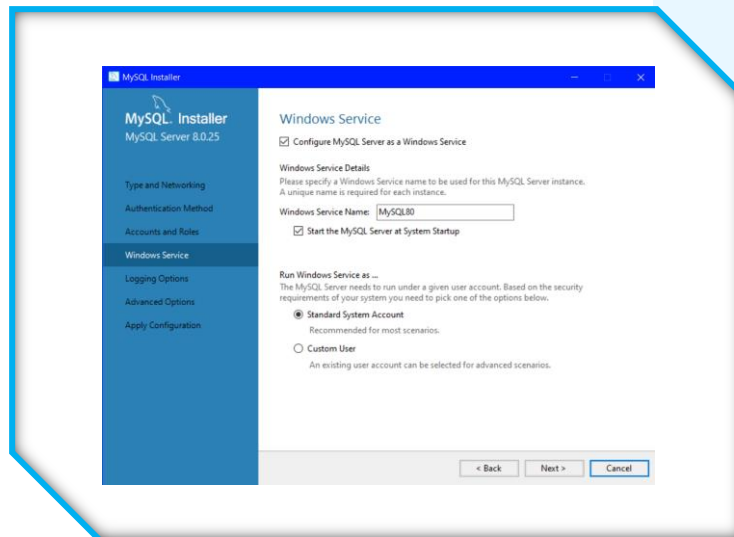 MySQL Installer
MySQL. Installer
MySQL Server 8.0.25
Type and Networking
Authentication Method
Accounts and Roles
Windows Service
Logging Options
Advanced Options
Apply Configuration
Windows Service
Configure MySQL Server as a Windows Service
Windows Service Details
Please specify a Windows Service name to be used for this MySQL Server instance.
A unique name is required for each instance.
Windows Service Name: MySQL80
Start the MySQL Server at System Startup
Run Windows Service as ...
The MySQL Server needs to run under a given user account. Based on the security
requirements of your system you need to pick one of the options below.
Standard System Account
Recommended for most scenarios.
Custom User
An existing user account can be selected for advanced scenarios.
< Back Next > Cancel